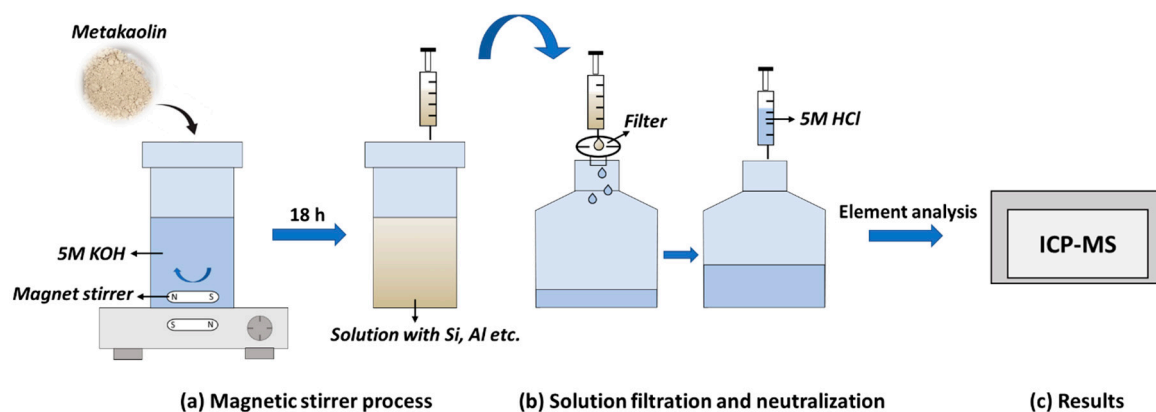 Metakaolin
5M KOH
Magnet stirrer
N S
S N
18 h
Solution with Si, Al etc.
Filter
5M HCl
Element analysis
ICP-MS
(a) Magnetic stirrer process
(b) Solution filtration and neutralization
(c) Results